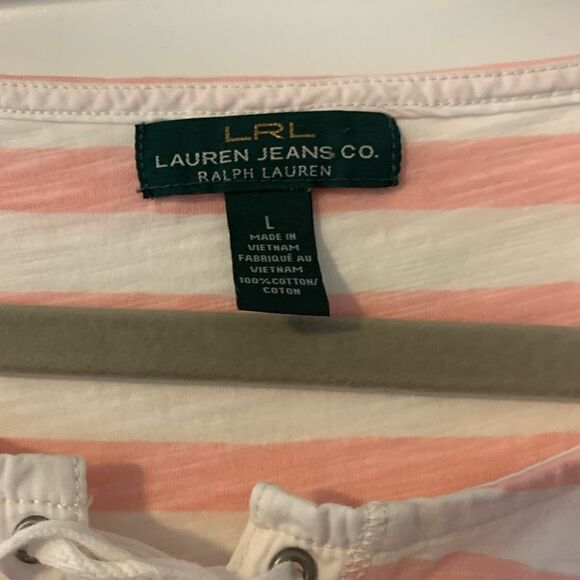 LRL
LAUREN JEANS CO.
RALPH LAUREN
L
MADE IN
VIETNAM
FABRIQUÉ AU
VIETNAM
100% COTTON/
COTON